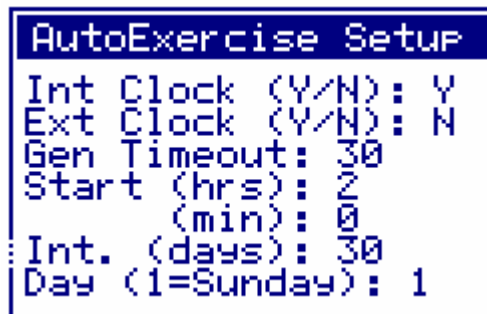 AutoExercise Setup
Int Clock (Y/N): Y
Ext Clock (Y/N): N
Gen Timeout: 30
Start (hrs): 2
(min): 0
Int. (days): 30
Day (1=Sunday): 1